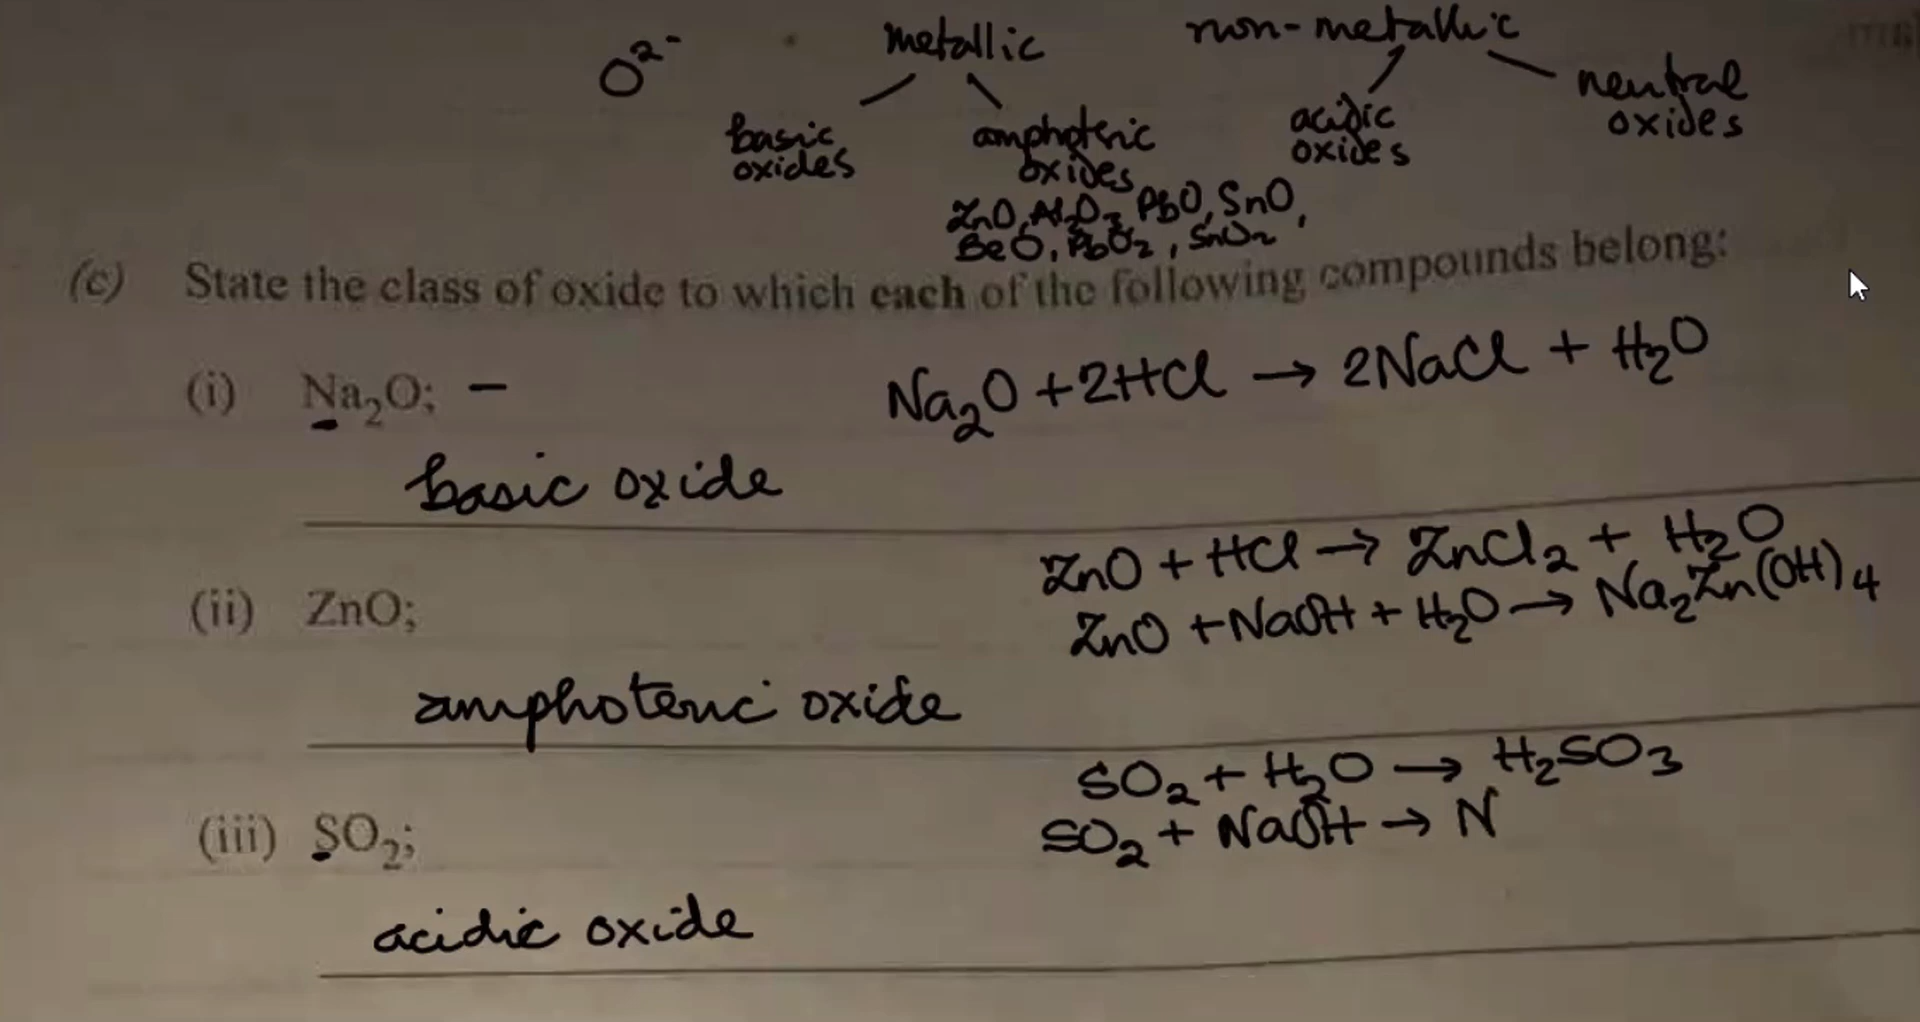 O²⁻ metallic non-metallic
basic oxides amphoteric oxides acidic oxides neutral oxides
ZnO, Al₂O₃, PbO, SnO,
BeO, PbO₂, SnO₂
(c) State the class of oxide to which each of the following compounds belong:
(i) Na₂O; – Na₂O + 2HCl → 2NaCl + H₂O
basic oxide
ZnO + HCl → ZnCl₂ + H₂O
(ii) ZnO; ZnO + NaOH + H₂O → Na₂Zn(OH)₄
amphoteric oxide
SO₂ + H₂O → H₂SO₃
(iii) SO₂; SO₂ + NaOH → N
acidic oxide